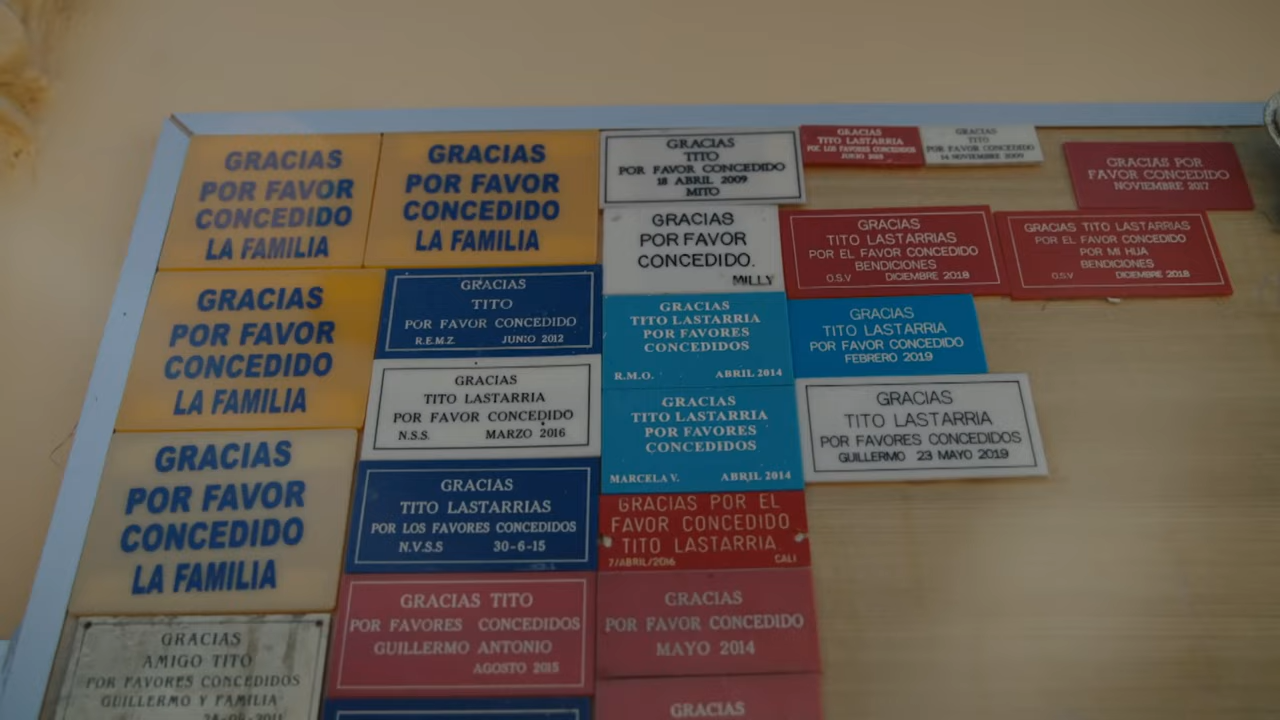 GRACIAS
POR FAVOR
CONCEDIDO
LA FAMILIA
GRACIAS
POR FAVOR
CONCEDIDO
LA FAMILIA
GRACIAS
TITO
POR FAVOR CONCEDIDO
18 ABRIL 2009
MITO
GRACIAS
TITO LASTARRIA
POR LOS FAVORES CONCEDIDOS
JUNIO
GRACIAS
TITO
POR FAVOR CONCEDIDO
14 NOVIEMBRE 2009
GRACIAS POR
FAVOR CONCEDIDO
NOVIEMBRE 2017
GRACIAS
POR FAVOR
CONCEDIDO.
MILLY
GRACIAS
TITO LASTARRIAS
POR EL FAVOR CONCEDIDO
BENDICIONES
O.S.V DICIEMBRE 2018
GRACIAS TITO LASTARRIAS
POR EL FAVOR CONCEDIDO
POR MI HIJA
BENDICIONES
O.S.V DICIEMBRE 2018
GRACIAS
POR FAVOR
CONCEDIDO
LA FAMILIA
GRACIAS
TITO
POR FAVOR CONCEDIDO
R.E.M.Z. JUNIO 2012
GRACIAS
TITO LASTARRIA
POR FAVORES
CONCEDIDOS
R.M.O. ABRIL 2014
GRACIAS
TITO LASTARRIA
POR FAVOR CONCEDIDO
FEBRERO 2019
GRACIAS
TITO LASTARRIA
POR FAVOR CONCEDIDO
N.S.S. MARZO 2016
GRACIAS
TITO LASTARRIA
POR FAVORES
CONCEDIDOS
MARCELA V. ABRIL 2014
GRACIAS
TITO LASTARRIA
POR FAVORES CONCEDIDOS
GUILLERMO 23 MAYO 2019
GRACIAS
POR FAVOR
CONCEDIDO
LA FAMILIA
GRACIAS
TITO LASTARRIAS
POR LOS FAVORES CONCEDIDOS
N.V.S.S 30-6-15
GRACIAS POR EL
FAVOR CONCEDIDO
TITO LASTARRIA
7/ABRIL/2016 CALI
GRACIAS TITO
POR FAVORES CONCEDIDOS
GUILLERMO ANTONIO
AGOSTO 2015
GRACIAS
POR FAVOR CONCEDIDO
MAYO 2014
GRACIAS
AMIGO TITO
POR FAVORES CONCEDIDOS
GUILLERMO Y FAMILIA
GRACIAS